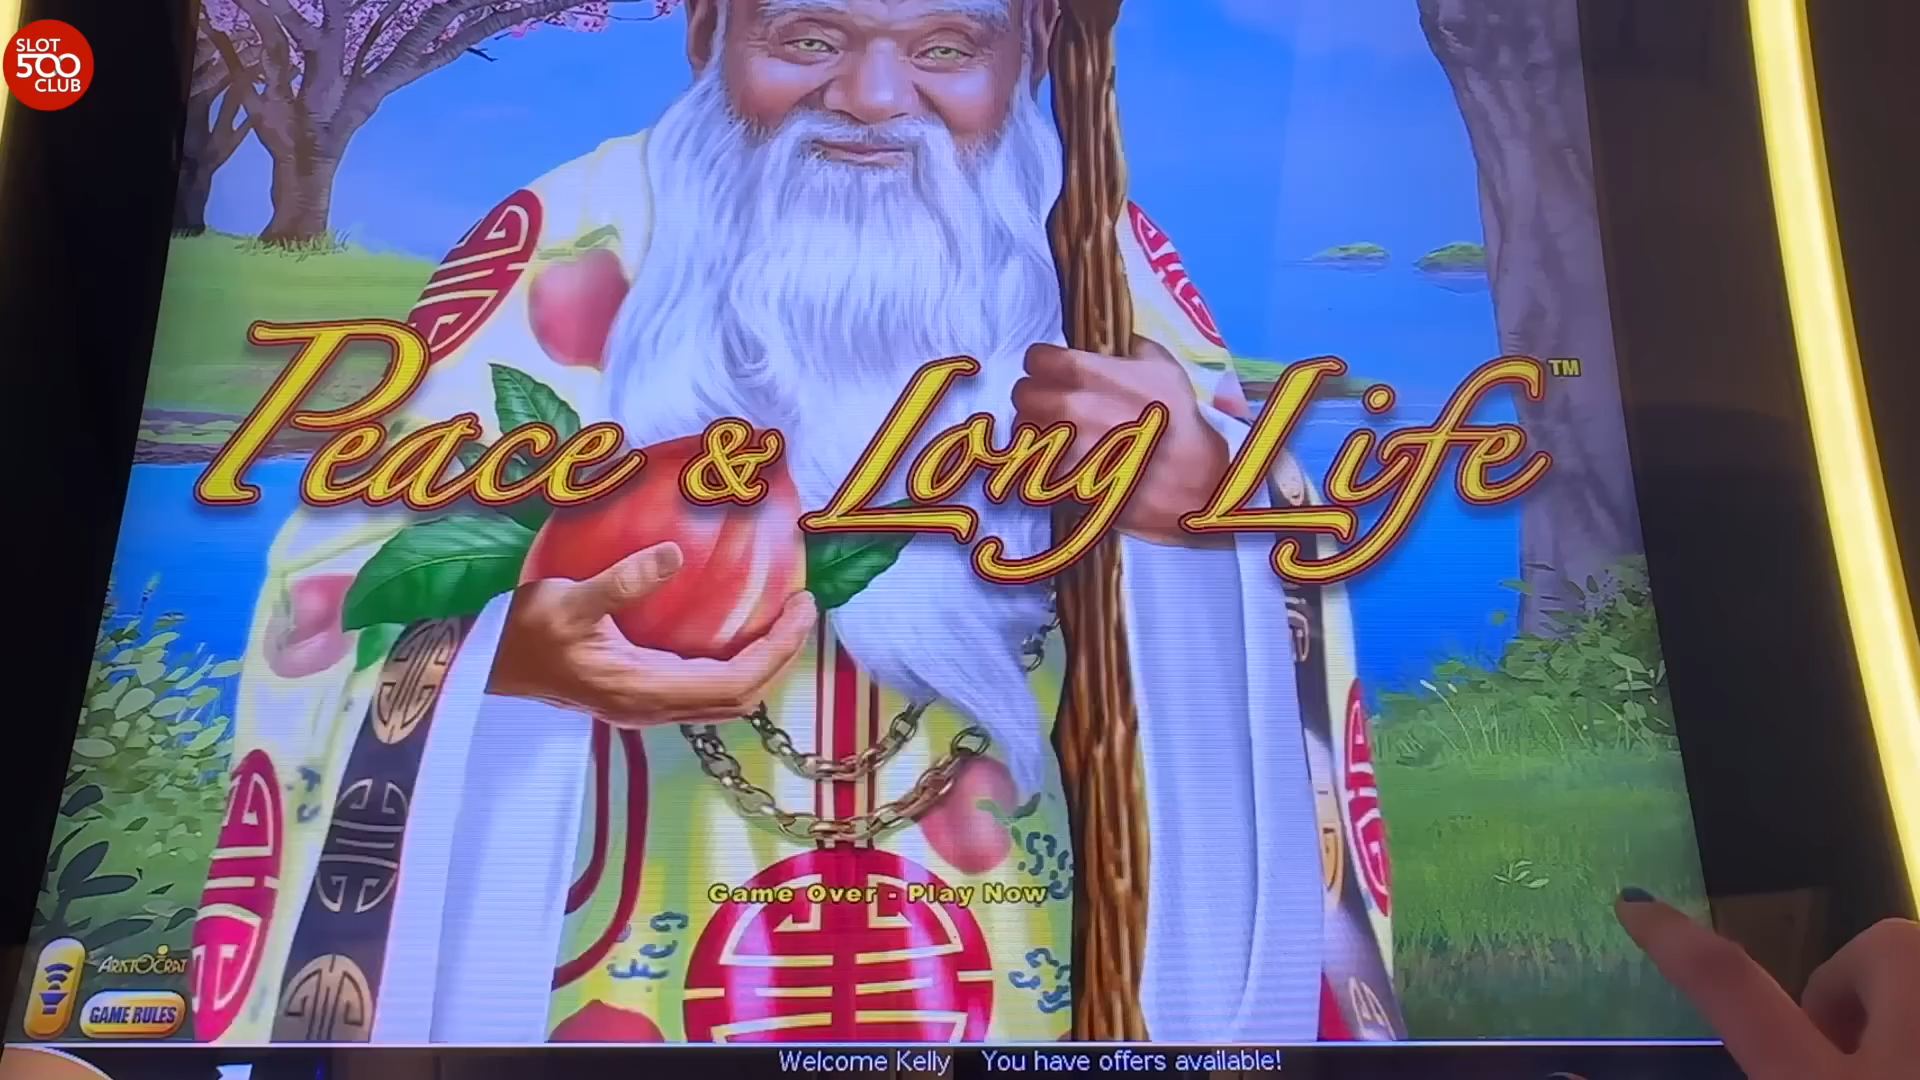 SLOT
500
CLUB
Peace & Long Life™
Game Over - Play Now
ARISTOCRAT
GAME RULES
Welcome Kelly You have offers available!